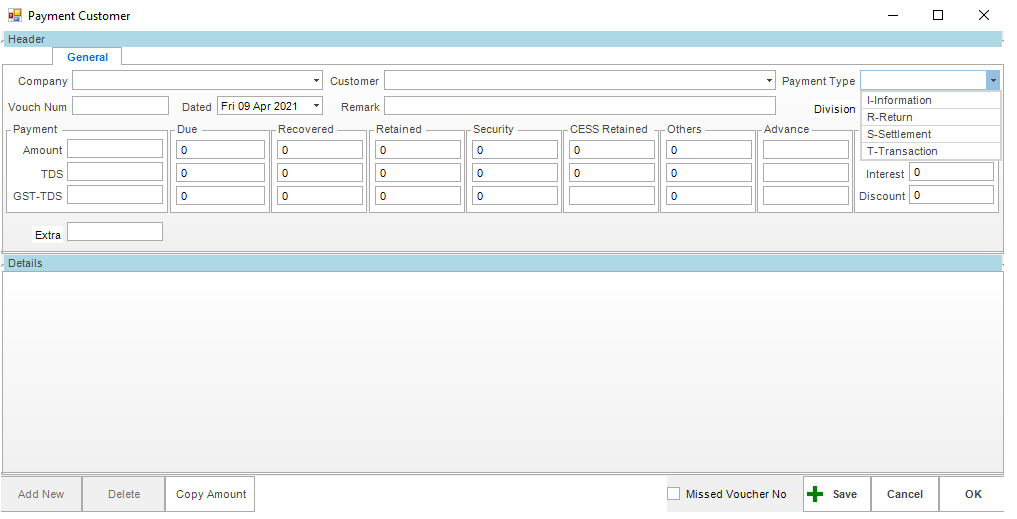 Payment Customer
Header
General
Company Customer Payment Type
I-Information
Vouch Num Dated Fri 09 Apr 2021 Remark Division
R-Return
Payment Due Recovered Retained Security CESS Retained Others Advance
S-Settlement
Amount 0 0 0 0 0 0
T-Transaction
TDS 0 0 0 0 0 0 Interest 0
GST-TDS 0 0 0 0 0 Discount 0
Extra
Details
Add New Delete Copy Amount Missed Voucher No Save Cancel OK